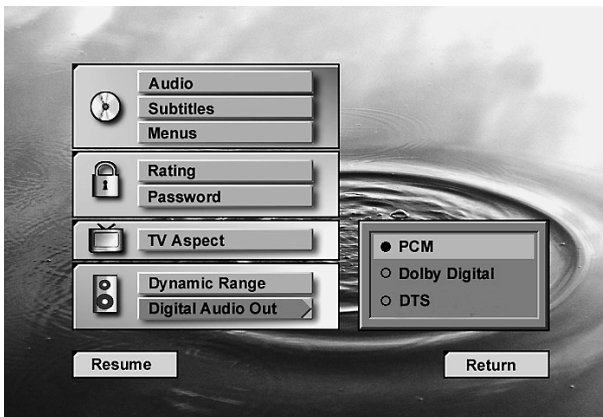 Audio
Subtitles
Menus
Rating
Password
TV Aspect
Dynamic Range
Digital Audio Out
PCM
Dolby Digital
DTS
Resume
Return